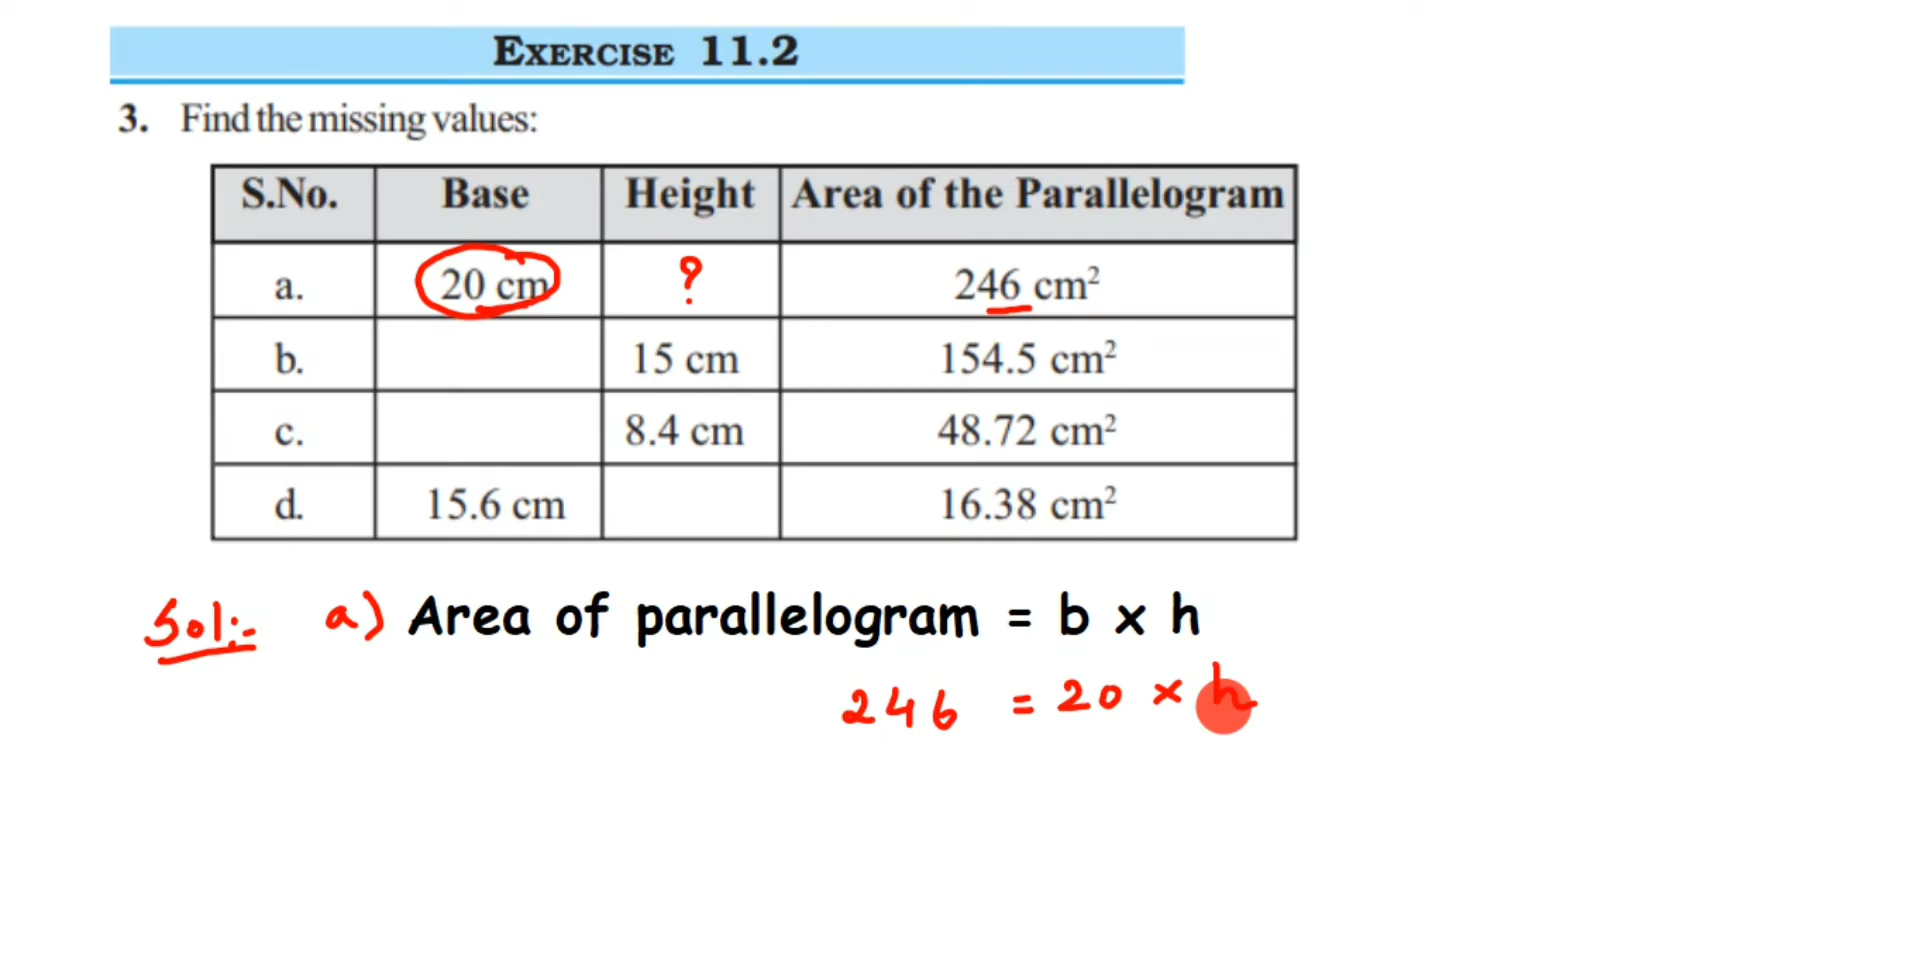 EXERCISE 11.2
3. Find the missing values:
S.No. Base Height Area of the Parallelogram
a. 20 cm ? 246 cm²
b. 15 cm 154.5 cm²
c. 8.4 cm 48.72 cm²
d. 15.6 cm 16.38 cm²
Sol:- a) Area of parallelogram = b x h
246 = 20 × h